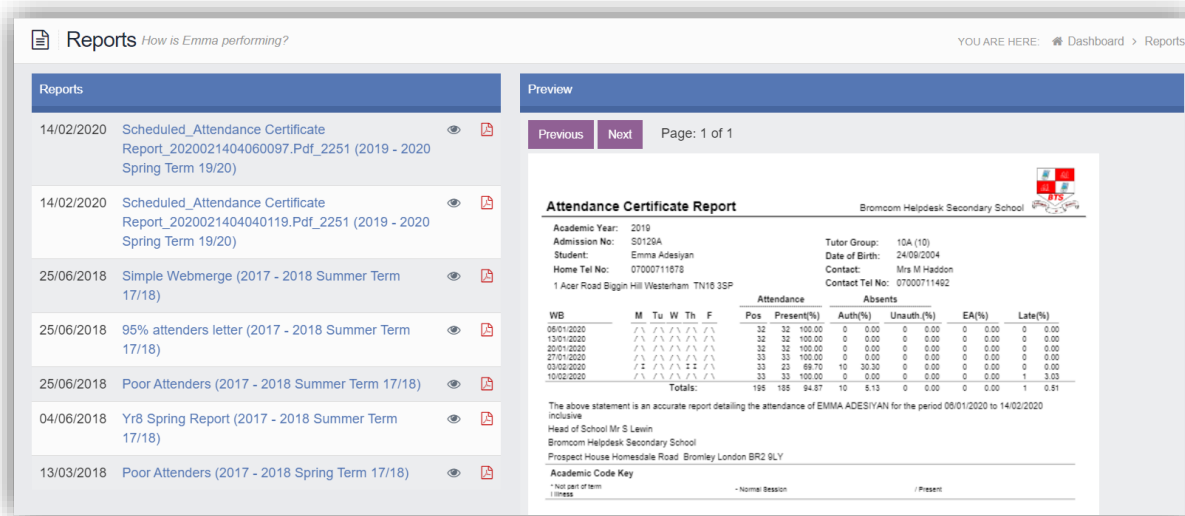 Reports How is Emma performing?
YOU ARE HERE: Dashboard > Reports
Reports
14/02/2020 Scheduled_Attendance Certificate
Report_2020021404060097.Pdf_2251 (2019 - 2020
Spring Term 19/20)
14/02/2020 Scheduled_Attendance Certificate
Report_2020021404040119.Pdf_2251 (2019 - 2020
Spring Term 19/20)
25/06/2018 Simple Webmerge (2017 - 2018 Summer Term
17/18)
25/06/2018 95% attenders letter (2017 - 2018 Summer Term
17/18)
25/06/2018 Poor Attenders (2017 - 2018 Summer Term 17/18)
04/06/2018 Yr8 Spring Report (2017 - 2018 Summer Term
17/18)
13/03/2018 Poor Attenders (2017 - 2018 Spring Term 17/18)
Preview
Previous Next Page: 1 of 1
BTS
Attendance Certificate Report Bromcom Helpdesk Secondary School
Academic Year: 2019
Admission No: S0129A Tutor Group: 10A (10)
Student: Emma Adesiyan Date of Birth: 24/09/2004
Home Tel No: 07000711678 Contact: Mrs M Haddon
1 Acer Road Biggin Hill Westerham TN16 3SP Contact Tel No: 07000711492
Attendance Absents
WB M Tu W Th F Pos Present(%) Auth(%) Unauth.(%) EA(%) Late(%)
06/01/2020 / \ / \ / \ / \ / \ 32 32 100.00 0 0.00 0 0.00 0 0.00 0 0.00
13/01/2020 / \ / \ / \ / \ / \ 32 32 100.00 0 0.00 0 0.00 0 0.00 0 0.00
20/01/2020 / \ / \ / \ / \ / \ 32 32 100.00 0 0.00 0 0.00 0 0.00 0 0.00
27/01/2020 / \ / \ / \ / \ / \ 33 33 100.00 0 0.00 0 0.00 0 0.00 0 0.00
03/02/2020 / I / \ / \ I I / \ 33 23 69.70 10 30.30 0 0.00 0 0.00 0 0.00
10/02/2020 / \ / \ / \ / \ / \ 33 33 100.00 0 0.00 0 0.00 0 0.00 1 3.03
Totals: 195 185 94.87 10 5.13 0 0.00 0 0.00 1 0.51
The above statement is an accurate report detailing the attendance of EMMA ADESIYAN for the period 06/01/2020 to 14/02/2020
inclusive
Head of School Mr S Lewin
Bromcom Helpdesk Secondary School
Prospect House Homesdale Road Bromley London BR2 9LY
Academic Code Key
* Not part of term - Normal Session / Present
I Illness